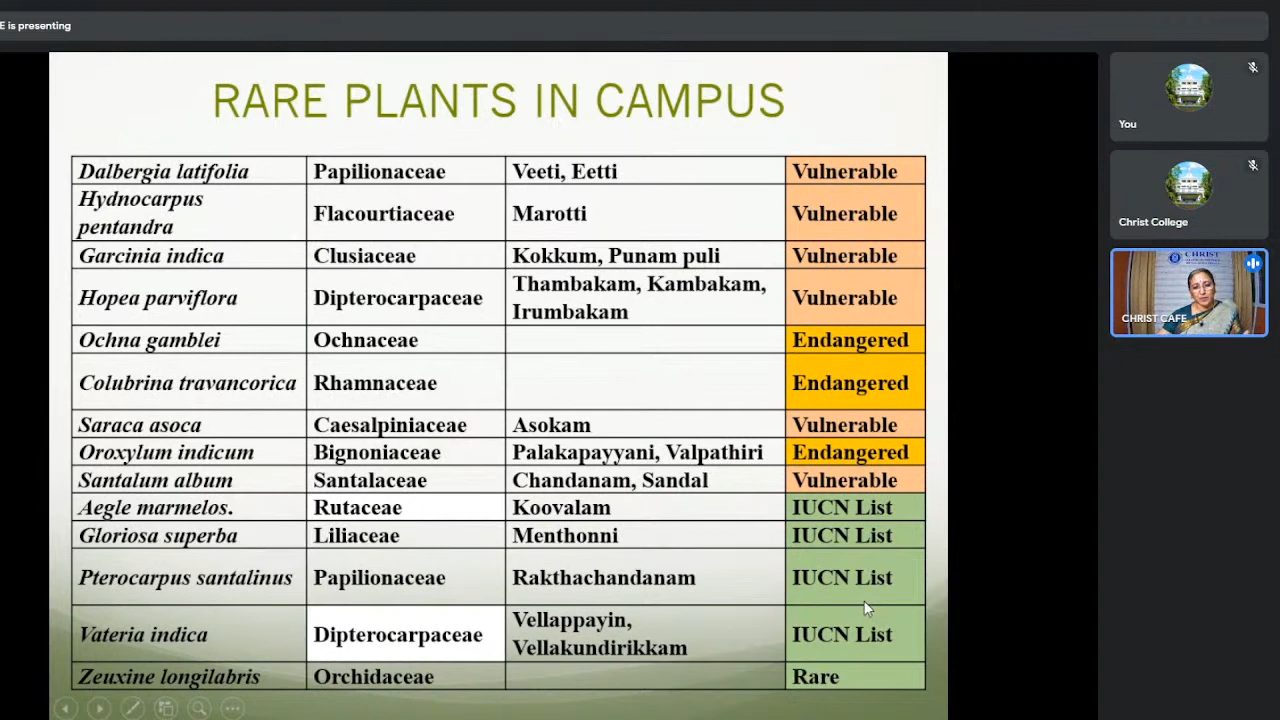 E is presenting
RARE PLANTS IN CAMPUS
Dalbergia latifolia Papilionaceae Veeti, Eetti Vulnerable
Hydnocarpus
pentandra Flacourtiaceae Marotti Vulnerable
Garcinia indica Clusiaceae Kokkum, Punam puli Vulnerable
Hopea parviflora Dipterocarpaceae Thambakam, Kambakam,
Irumbakam Vulnerable
Ochna gamblei Ochnaceae Endangered
Colubrina travancorica Rhamnaceae Endangered
Saraca asoca Caesalpiniaceae Asokam Vulnerable
Oroxylum indicum Bignoniaceae Palakapayyani, Valpathiri Endangered
Santalum album Santalaceae Chandanam, Sandal Vulnerable
Aegle marmelos. Rutaceae Koovalam IUCN List
Gloriosa superba Liliaceae Menthonni IUCN List
Pterocarpus santalinus Papilionaceae Rakthachandanam IUCN List
Vateria indica Dipterocarpaceae Vellappayin,
Vellakundirikkam IUCN List
Zeuxine longilabris Orchidaceae Rare
You
Christ College
CHRIST
CHRIST CAFE